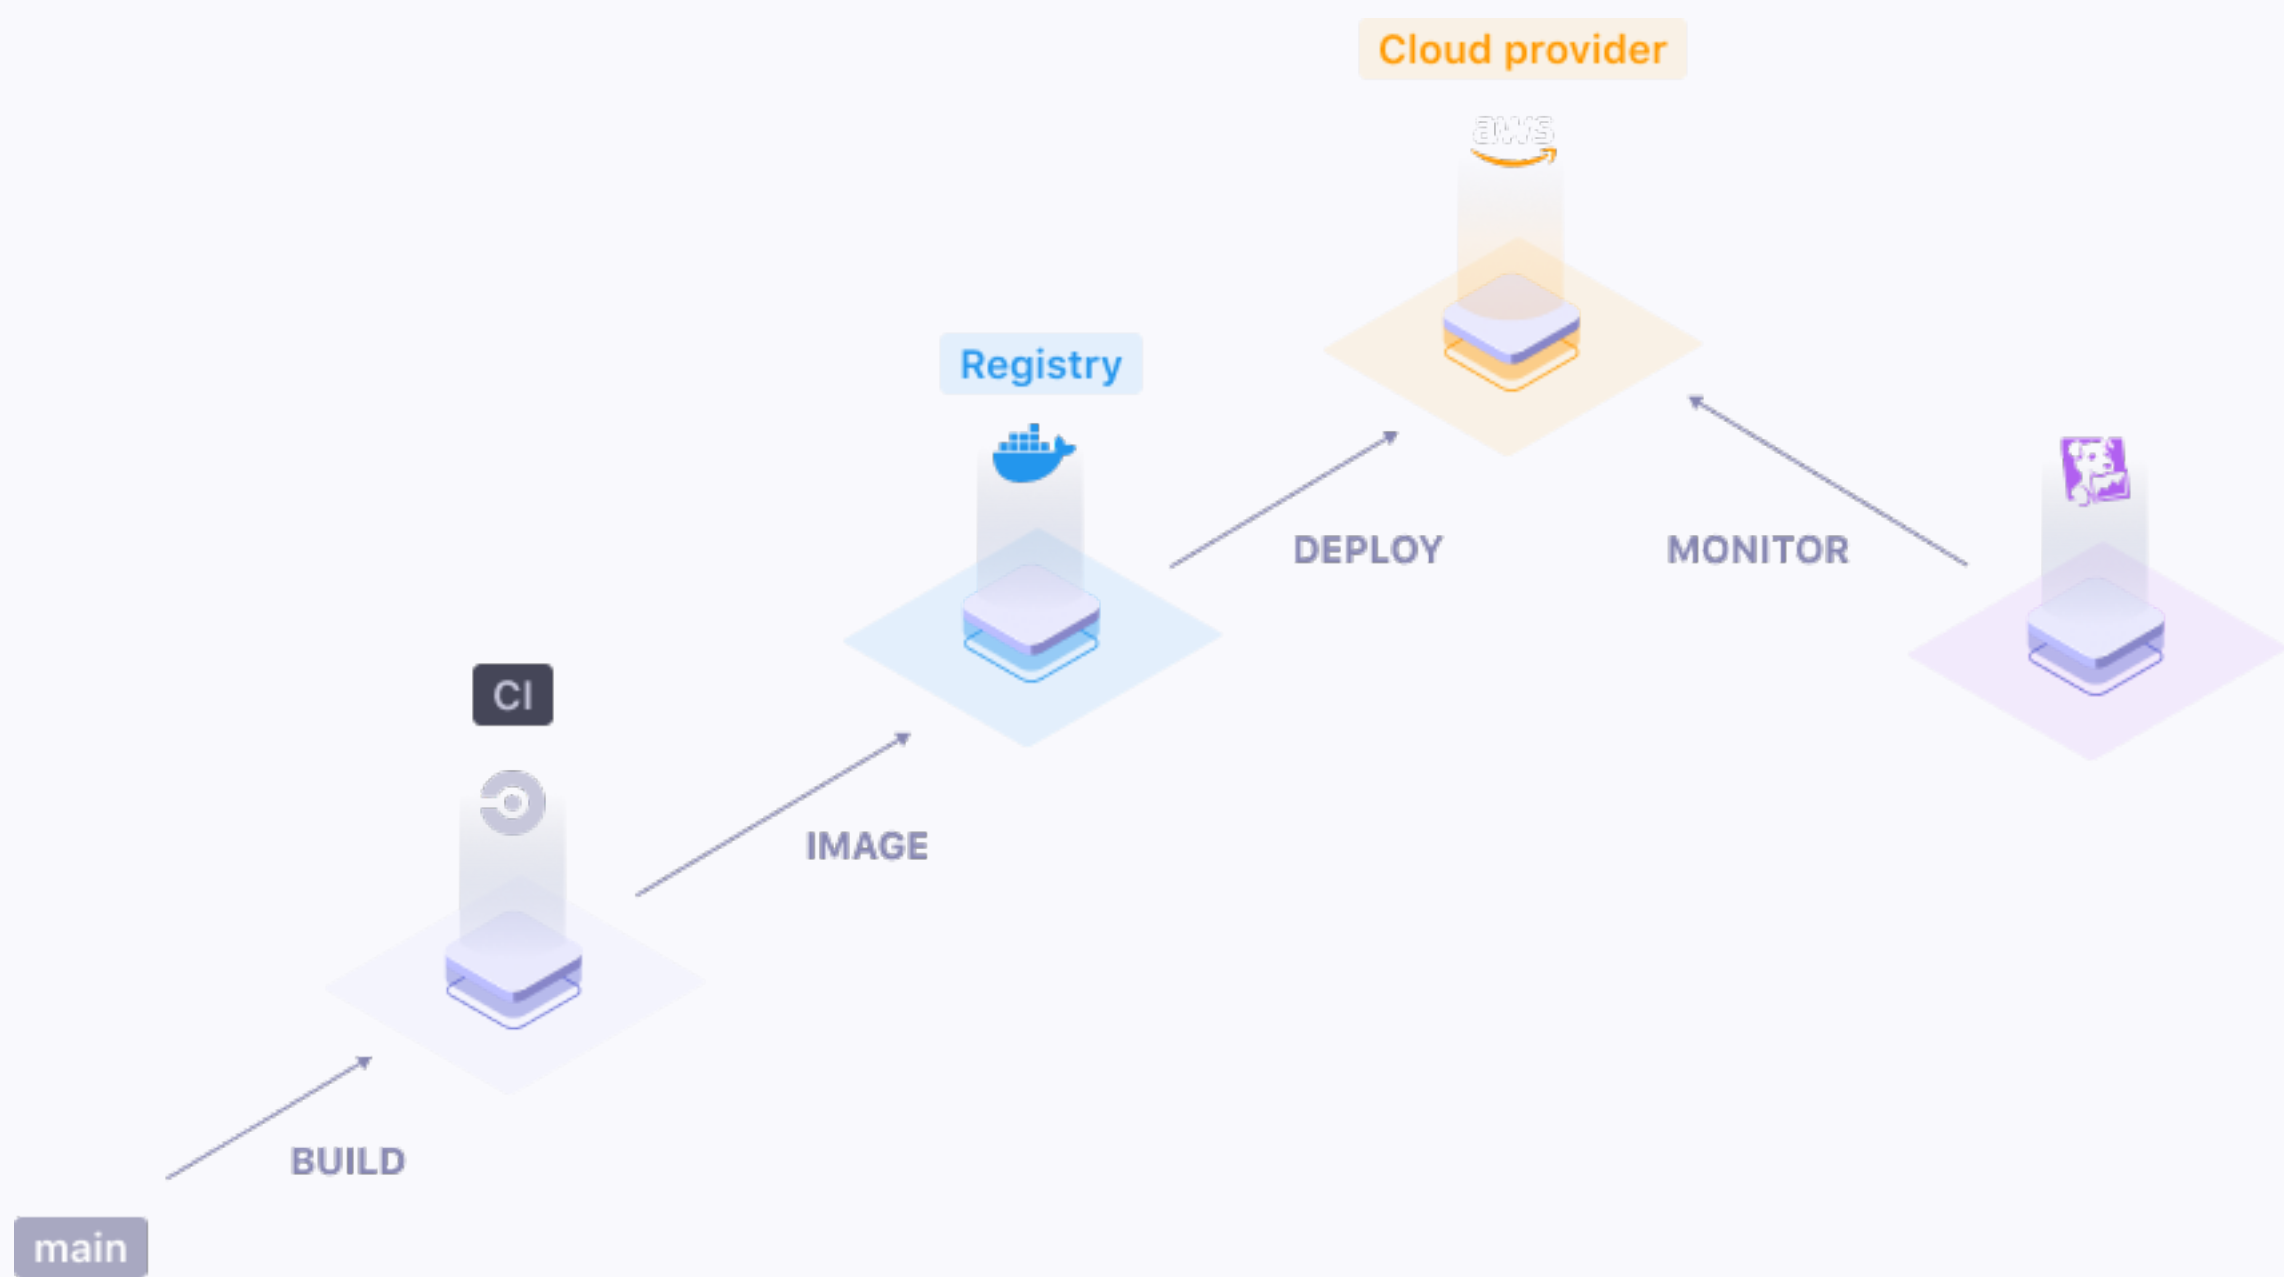 Cloud provider
aws
Registry
DEPLOY
MONITOR
CI
IMAGE
BUILD
main